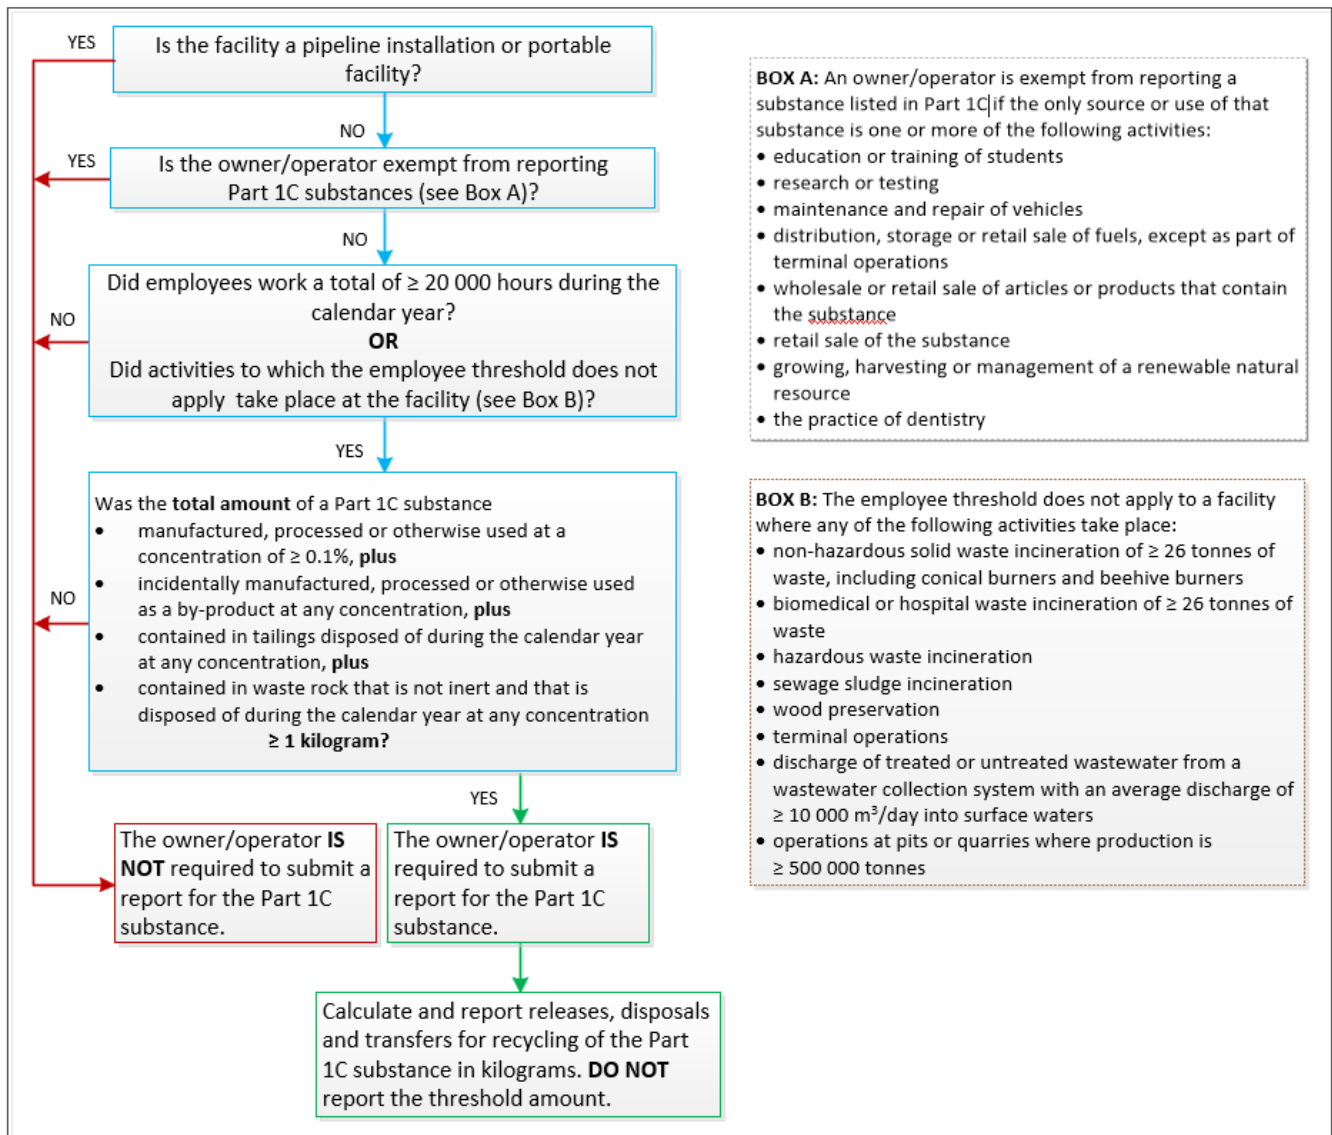 YES
Is the facility a pipeline installation or portable
facility?
NO
YES
Is the owner/operator exempt from reporting
Part 1C substances (see Box A)?
NO
Did employees work a total of ≥ 20 000 hours during the
calendar year?
OR
Did activities to which the employee threshold does not
apply take place at the facility (see Box B)?
NO
YES
Was the total amount of a Part 1C substance
• manufactured, processed or otherwise used at a
concentration of ≥ 0.1%, plus
• incidentally manufactured, processed or otherwise used
as a by-product at any concentration, plus
• contained in tailings disposed of during the calendar year
at any concentration, plus
• contained in waste rock that is not inert and that is
disposed of during the calendar year at any concentration
≥ 1 kilogram?
NO
YES
The owner/operator IS
NOT required to submit a
report for the Part 1C
substance.
The owner/operator IS
required to submit a
report for the Part 1C
substance.
Calculate and report releases, disposals
and transfers for recycling of the Part
1C substance in kilograms. DO NOT
report the threshold amount.
BOX A: An owner/operator is exempt from reporting a
substance listed in Part 1C if the only source or use of that
substance is one or more of the following activities:
• education or training of students
• research or testing
• maintenance and repair of vehicles
• distribution, storage or retail sale of fuels, except as part of
terminal operations
• wholesale or retail sale of articles or products that contain
the substance
• retail sale of the substance
• growing, harvesting or management of a renewable natural
resource
• the practice of dentistry
BOX B: The employee threshold does not apply to a facility
where any of the following activities take place:
• non-hazardous solid waste incineration of ≥ 26 tonnes of
waste, including conical burners and beehive burners
• biomedical or hospital waste incineration of ≥ 26 tonnes of
waste
• hazardous waste incineration
• sewage sludge incineration
• wood preservation
• terminal operations
• discharge of treated or untreated wastewater from a
wastewater collection system with an average discharge of
≥ 10 000 m³/day into surface waters
• operations at pits or quarries where production is
≥ 500 000 tonnes